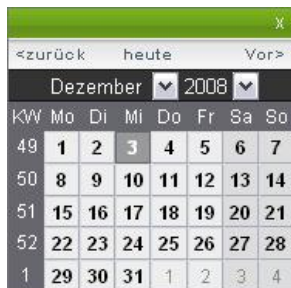 x
<zurück heute Vor>
Dezember 2008
KW Mo Di Mi Do Fr Sa So
49 1 2 3 4 5 6 7
50 8 9 10 11 12 13 14
51 15 16 17 18 19 20 21
52 22 23 24 25 26 27 28
1 29 30 31 1 2 3 4